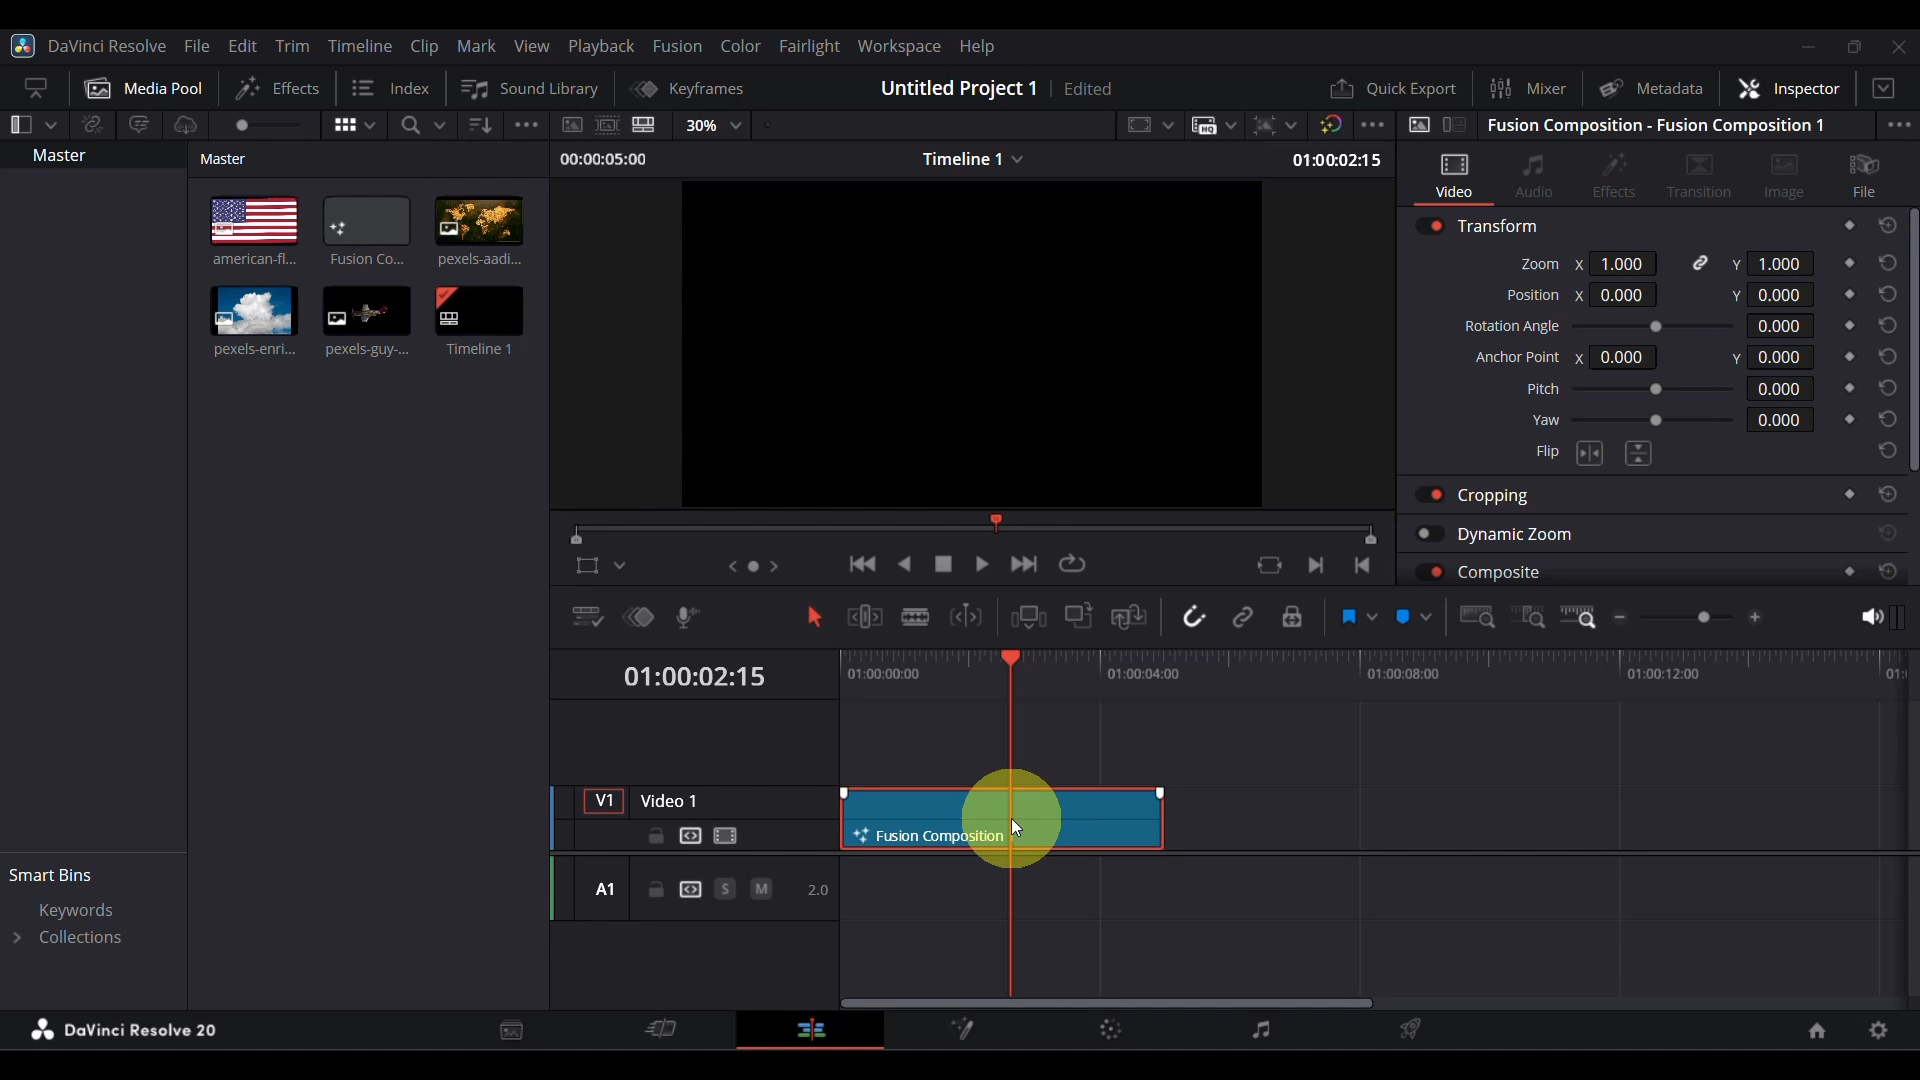 DaVinci Resolve File Edit Trim Timeline Clip Mark View Playback Fusion Color Fairlight Workspace Help
Media Pool Effects Index Sound Library Keyframes Untitled Project 1 Edited Quick Export Mixer Metadata Inspector
30% HQ Fusion Composition - Fusion Composition 1
Master Master 00:00:05:00 Timeline 1 01:00:02:15
Video Audio Effects Transition Image File
american-fl... Fusion Co... pexels-aadi...
pexels-enri... pexels-guy-... Timeline 1
Transform
Zoom X 1.000 Y 1.000
Position X 0.000 Y 0.000
Rotation Angle 0.000
Anchor Point X 0.000 Y 0.000
Pitch 0.000
Yaw 0.000
Flip
Cropping
Dynamic Zoom
Composite
01:00:02:15 01:00:00:00 01:00:04:00 01:00:08:00 01:00:12:00 01:
V1 Video 1
Fusion Composition
A1 S M 2.0
Smart Bins
Keywords
Collections
DaVinci Resolve 20